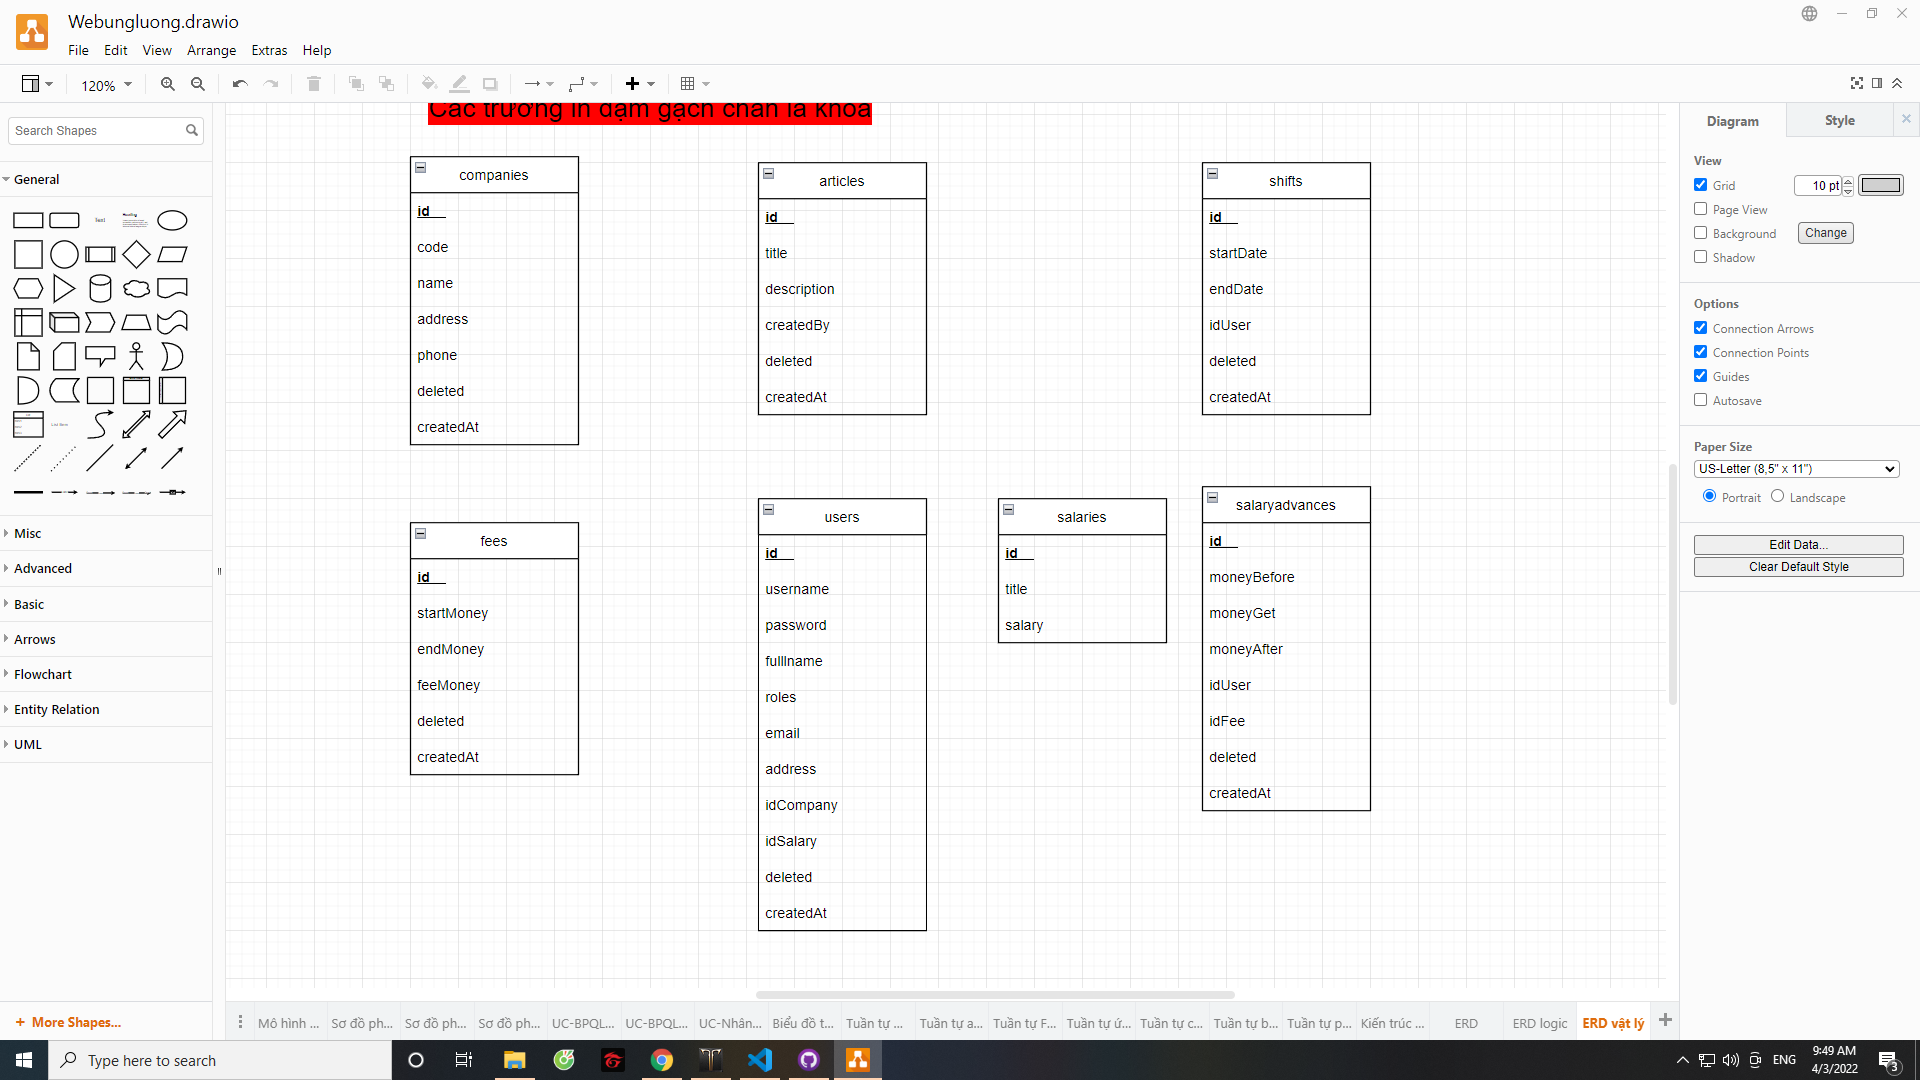 Webungluong.drawio
File Edit View Arrange Extras Help
120%
Search Shapes
General
Text
Heading
List Item
Misc
Advanced
Basic
Arrows
Flowchart
Entity Relation
UML
+ More Shapes...
Các trường in đậm gạch chân là khóa
companies
id
code
name
address
phone
deleted
createdAt
articles
id
title
description
createdBy
deleted
createdAt
shifts
id
startDate
endDate
idUser
deleted
createdAt
fees
id
startMoney
endMoney
feeMoney
deleted
createdAt
users
id
username
password
fulllname
roles
email
address
idCompany
idSalary
deleted
createdAt
salaries
id
title
salary
salaryadvances
id
moneyBefore
moneyGet
moneyAfter
idUser
idFee
deleted
createdAt
Diagram Style
View
Grid 10 pt
Page View
Background Change
Shadow
Options
Connection Arrows
Connection Points
Guides
Autosave
Paper Size
US-Letter (8,5" x 11")
Portrait Landscape
Edit Data...
Clear Default Style
Mô hình ... Sơ đồ ph... Sơ đồ ph... Sơ đồ ph... UC-BPQL... UC-BPQL... UC-Nhân... Biểu đồ t... Tuần tự ... Tuần tự a... Tuần tự F... Tuần tự ứ... Tuần tự c... Tuần tự b... Tuần tự p... Kiến trúc ... ERD ERD logic ERD vật lý
Type here to search
ENG
9:49 AM
4/3/2022
3